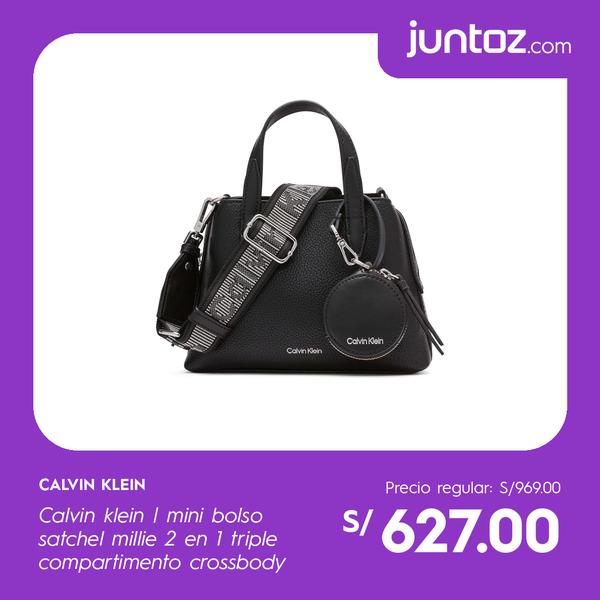 juntoz.com
Calvin Klein
Calvin Klein
CALVIN KLEIN
Calvin klein | mini bolso
satchel millie 2 en 1 triple
compartimento crossbody
Precio regular: S/969.00
S/ 627.00